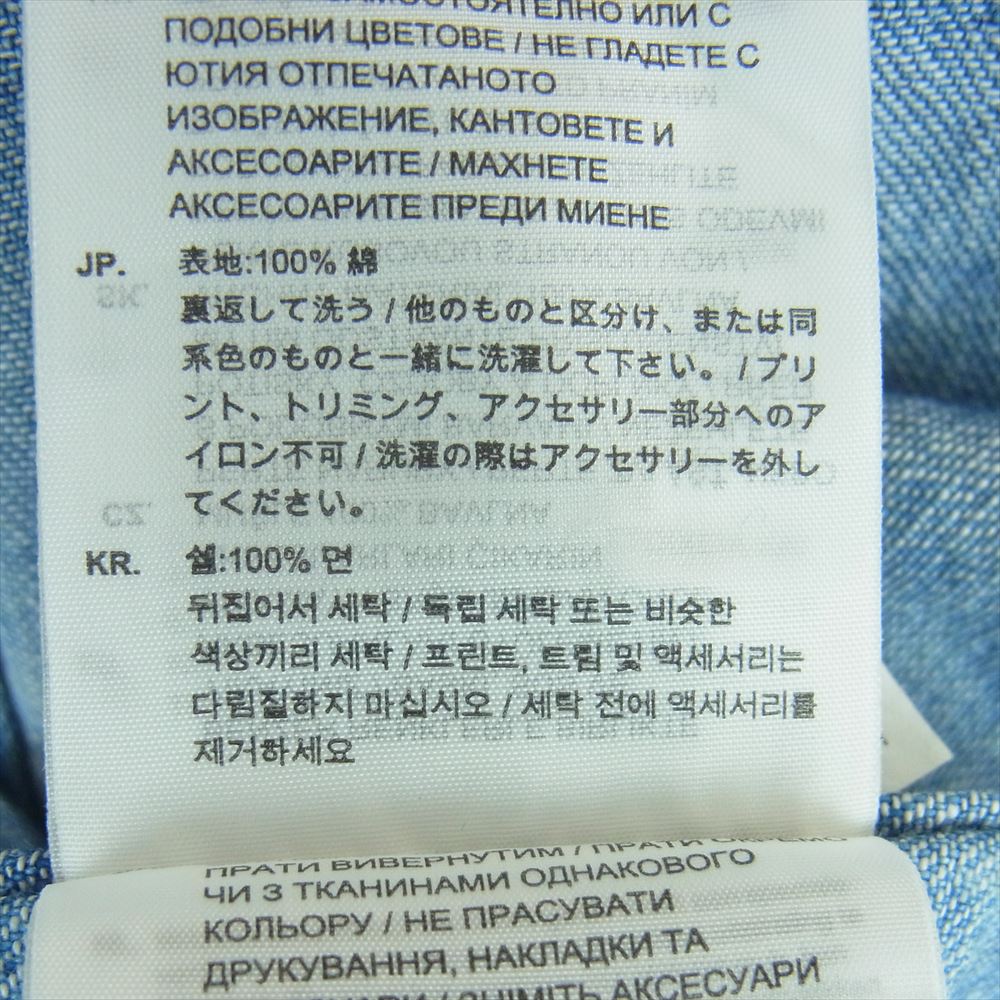 САМОСТОЯТЕЛНО ИЛИ С
ПОДОБНИ ЦВЕТОВЕ / НЕ ГЛАДЕТЕ С
ЮТИЯ ОТПЕЧАТАНОТО
ИЗОБРАЖЕНИЕ, КАНТОВЕТЕ И
АКСЕСОАРИТЕ / МАХНЕТЕ
АКСЕСОАРИТЕ ПРЕДИ МИЕНЕ
JP. 表地:100% 綿
裏返して洗う / 他のものと区分け、または同
系色のものと一緒に洗濯して下さい。 / プリ
ント、トリミング、アクセサリー部分へのア
イロン不可 / 洗濯の際はアクセサリーを外し
てください。
KR. 쉘:100% 면
뒤집어서 세탁 / 독립 세탁 또는 비슷한
색상끼리 세탁 / 프린트, 트림 및 액세서리는
다림질하지 마십시오 / 세탁 전에 액세서리를
제거하세요
ПРАТИ ВИВЕРНУТИМ / ПРАТИ ОКРЕМО
ЧИ З ТКАНИНАМИ ОДНАКОВОГО
КОЛЬОРУ / НЕ ПРАСУВАТИ
ДРУКУВАННЯ, НАКЛАДКИ ТА
/ ЗНІМІТЬ АКСЕСУАРИ